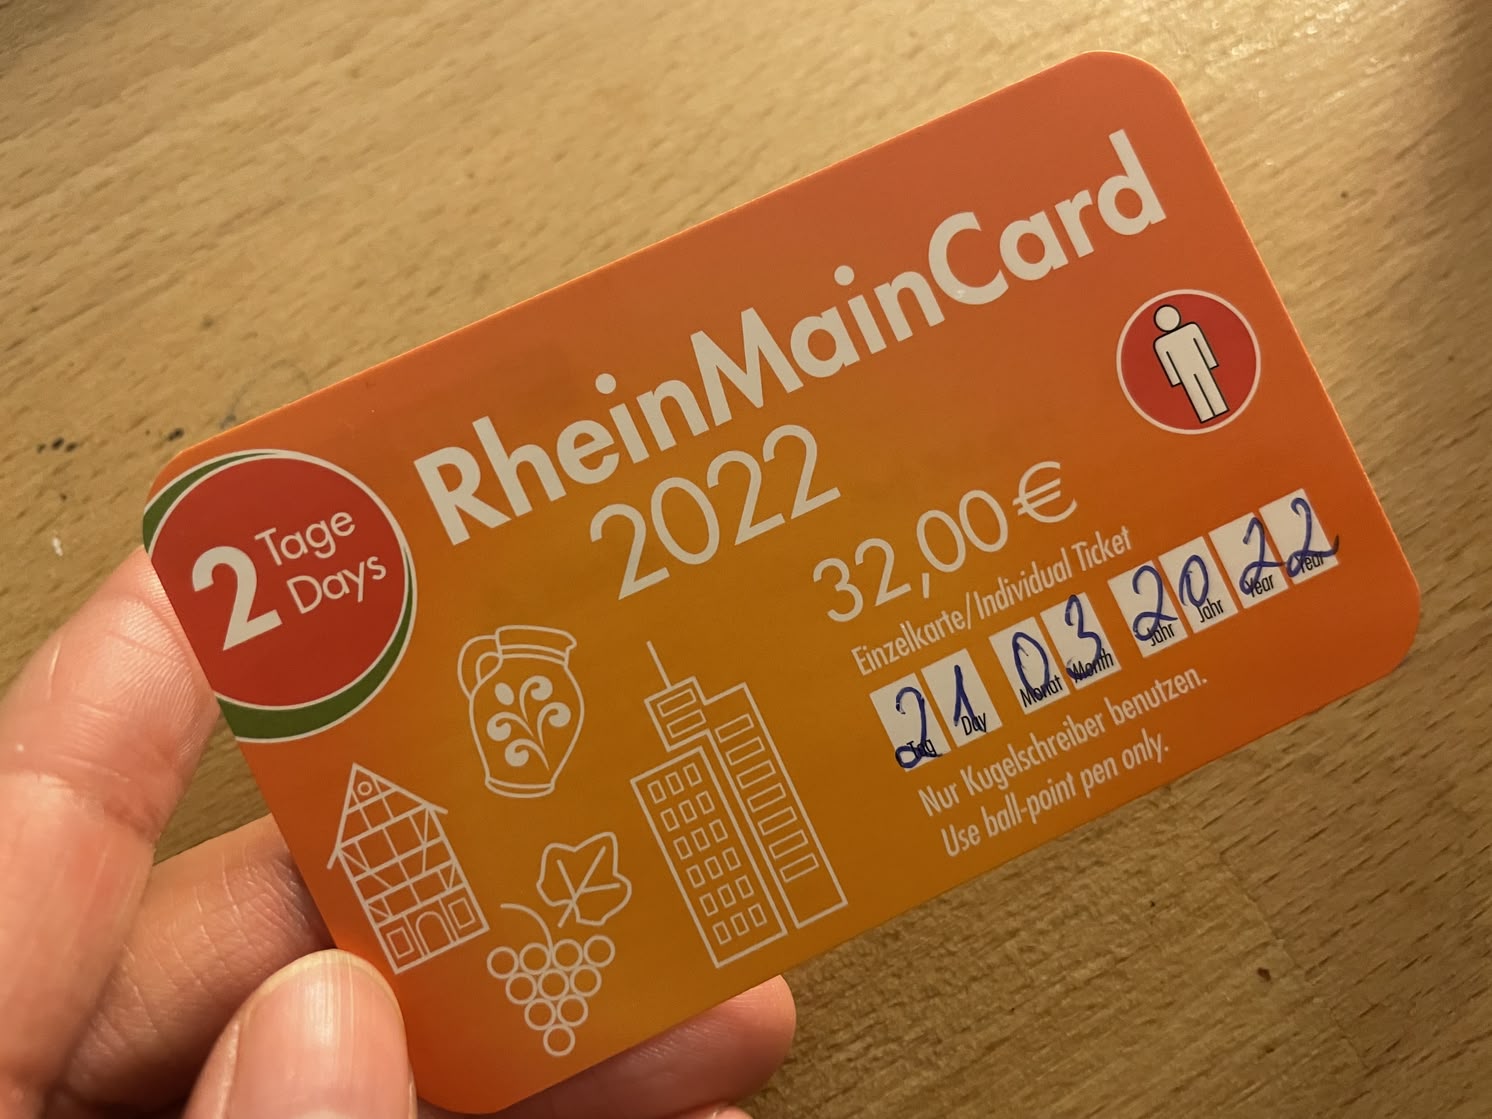 RheinMainCard
2022
2 Tage
Days
32,00 €
Einzelkarte/Individual Ticket
21 03 2022
Tag Day Monat Month Jahr Jahr Year Year
Nur Kugelschreiber benutzen.
Use ball-point pen only.